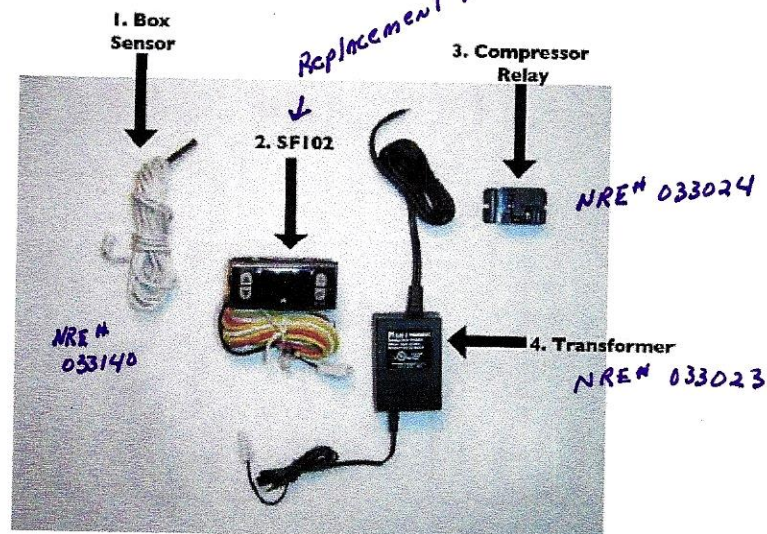 1. Box
Sensor
Replacement
3. Compressor
Relay
2. SF102
NRE# 033024
NRE#
033140
4. Transformer
NRE# 033023